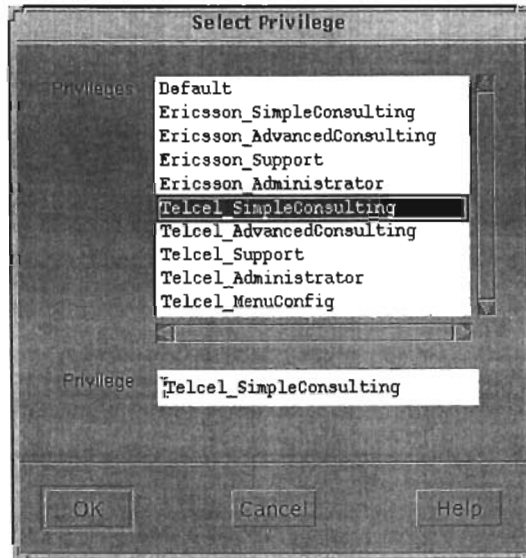 Select Privilege
Privileges
Default
Ericsson_SimpleConsulting
Ericsson_AdvancedConsulting
Ericsson_Support
Ericsson_Administrator
Telcel_SimpleConsulting
Telcel_AdvancedConsulting
Telcel_Support
Telcel_Administrator
Telcel_MenuConfig
Privilege
Telcel_SimpleConsulting
OK
Cancel
Help